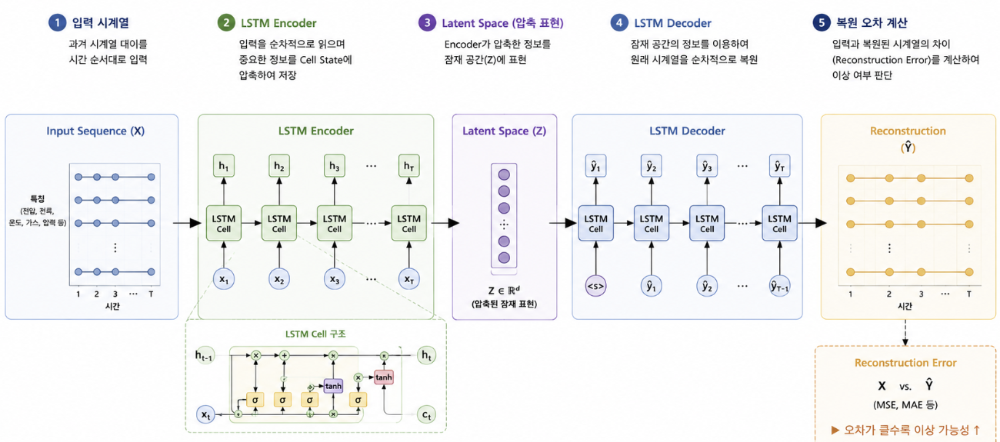 1 입력 시계열
과겨 시계열 대이를
시간 순서대로 입력
2 LSTM Encoder
입력을 순차적으로 읽으며
중요한 정보를 Cell State에
압축하여 저장
3 Latent Space (압축 표현)
Encoder가 압축한 정보를
잠재 공간(Z)에 표현
4 LSTM Decoder
잠재 공간의 정보를 이용하여
원래 시계열을 순차적으로 복원
5 복원 오차 계산
입력과 복원된 시계열의 차이
(Reconstruction Error)를 계산하여
이상 여부 판단
Input Sequence (X)
특징
(전압, 전류,
온도, 가스, 압력 등)
1 2 3 ⋯ T
시간
LSTM Encoder
h₁ h₂ h₃ ⋯ h_T
LSTM Cell LSTM Cell LSTM Cell ⋯ LSTM Cell
x₁ x₂ x₃ ⋯ x_T
Latent Space (Z)
Z ∈ ℝᵈ
(압축된 잠재 표현)
LSTM Decoder
ŷ₁ ŷ₂ ŷ₃ ⋯ ŷ_T
LSTM Cell LSTM Cell LSTM Cell ⋯ LSTM Cell
<s> ŷ₁ ŷ₂ ⋯ ŷ_T-1
Reconstruction
(Ŷ)
1 2 3 ⋯ T
시간
LSTM Cell 구조
h_t-1 × + × × h_t
tanh tanh ×
σ σ σ σ
x_t × c_t
Reconstruction Error
X vs. Ŷ
(MSE, MAE 등)
▶ 오차가 클수록 이상 가능성 ↑